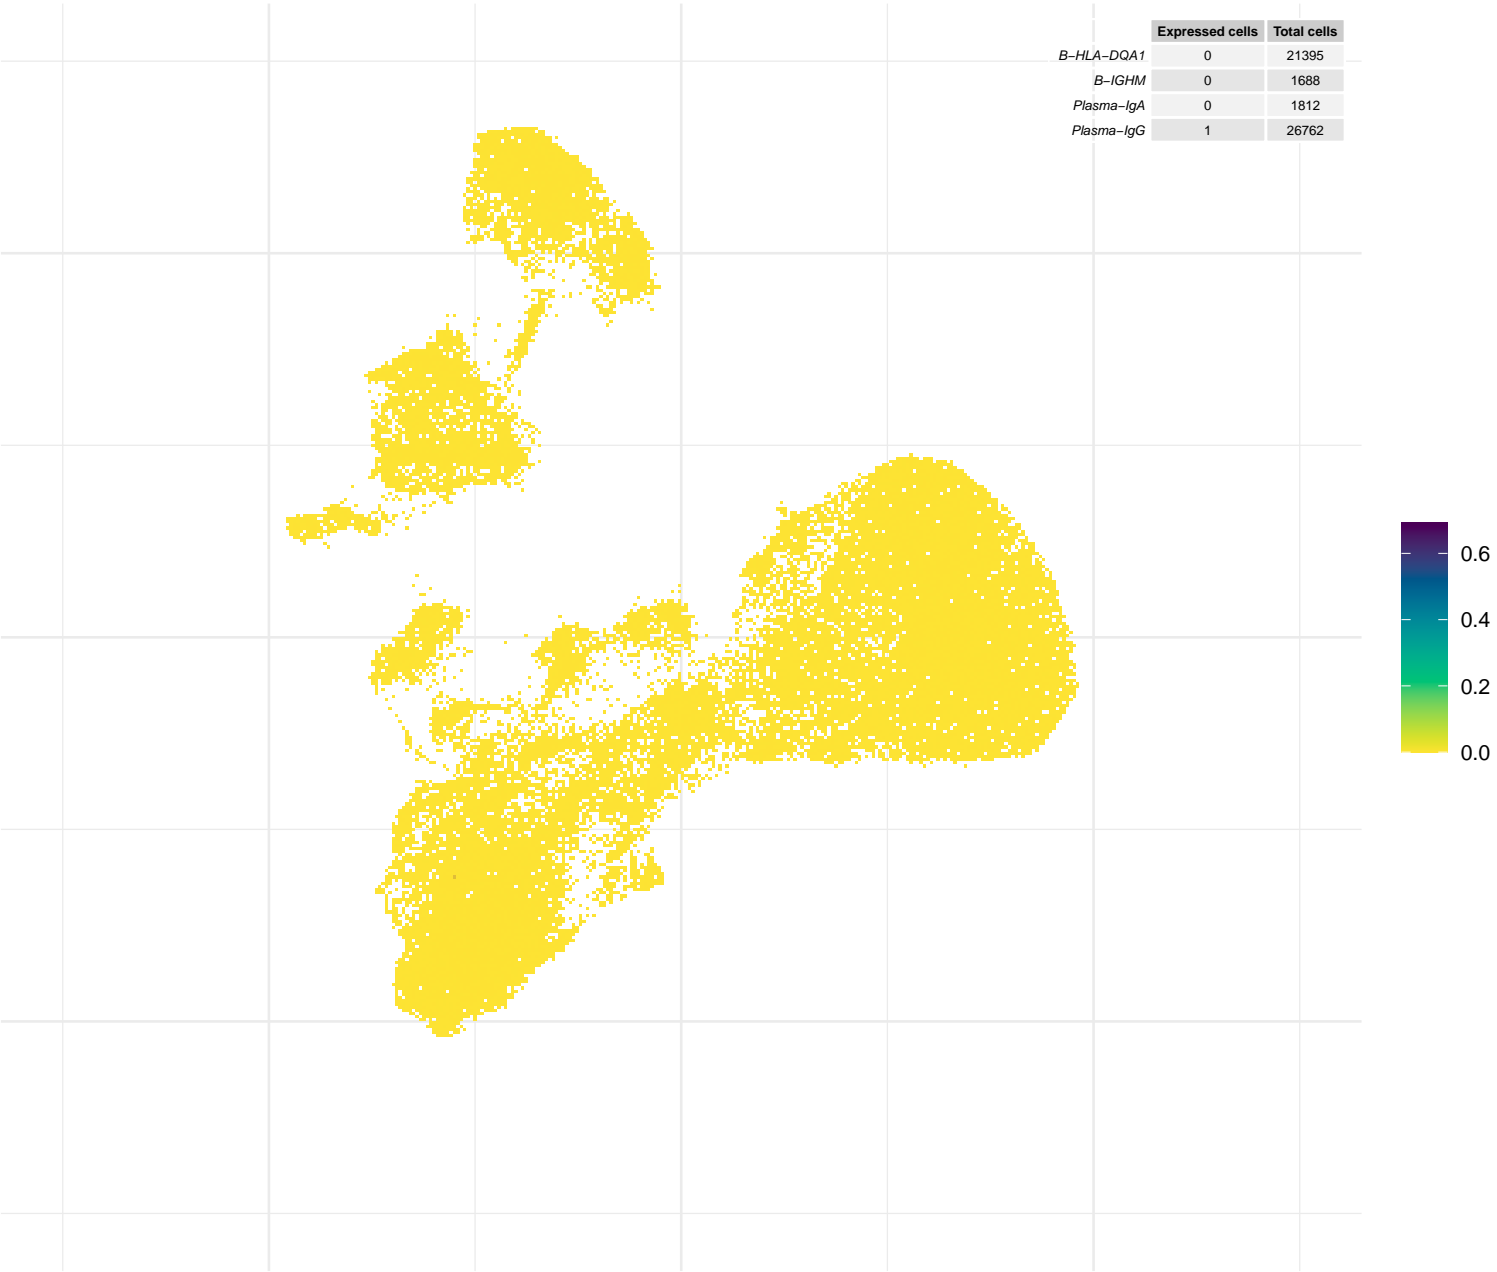 Expressed cells Total cells
B−HLA−DQA1 0 21395
B−IGHM 0 1688
Plasma−IgA 0 1812
Plasma−IgG 1 26762
0.6
0.4
0.2
0.0